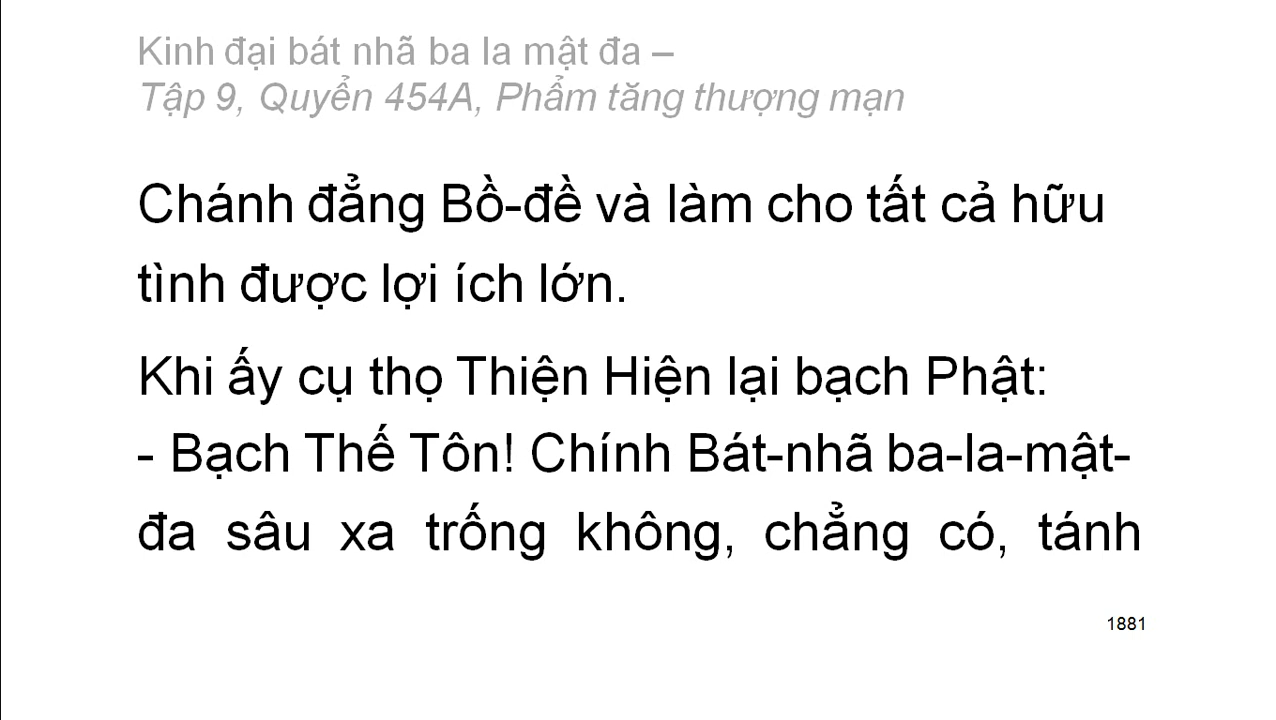 Kinh đại bát nhã ba la mật đa –
Tập 9, Quyển 454A, Phẩm tăng thượng mạn
Chánh đẳng Bồ-đề và làm cho tất cả hữu
tình được lợi ích lớn.
Khi ấy cụ thọ Thiện Hiện lại bạch Phật:
- Bạch Thế Tôn! Chính Bát-nhã ba-la-mật-
đa sâu xa trống không, chẳng có, tánh
1881